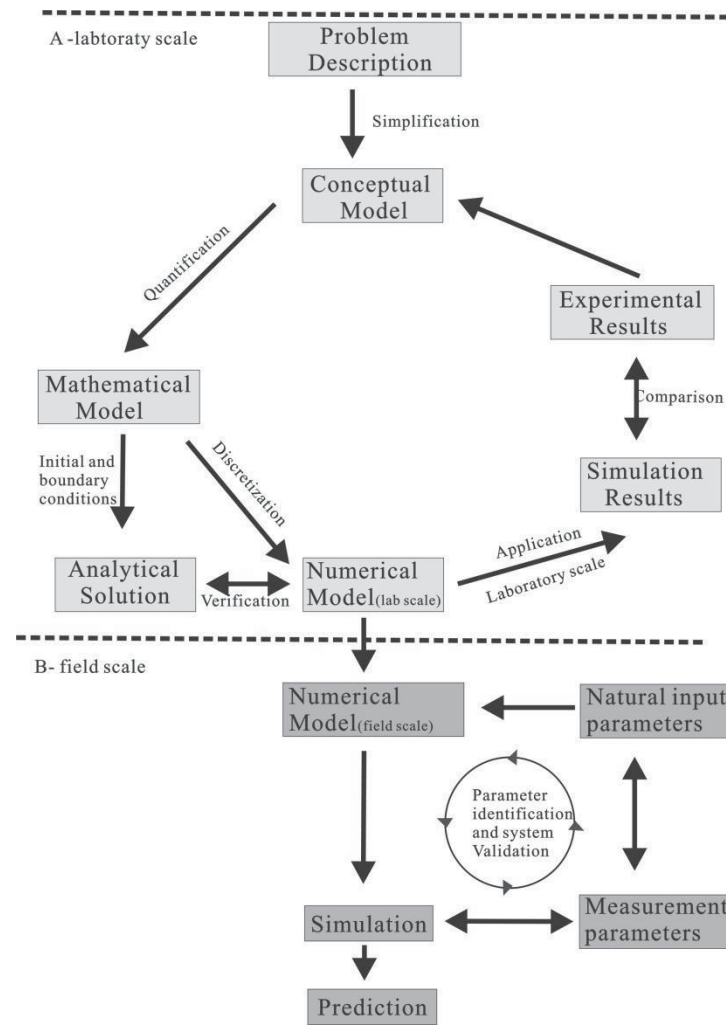 A -labtoraty scale
Problem
Description
Simplification
Conceptual
Model
Quantification
Experimental
Results
Comparison
Mathematical
Model
Initial and
boundary
conditions
Discretization
Simulation
Results
Application
Laboratory scale
Analytical
Solution
Verification
Numerical
Model(lab scale)
B- field scale
Numerical
Model(field scale)
Natural input
parameters
Parameter
identification
and system
Validation
Simulation
Measurement
parameters
Prediction